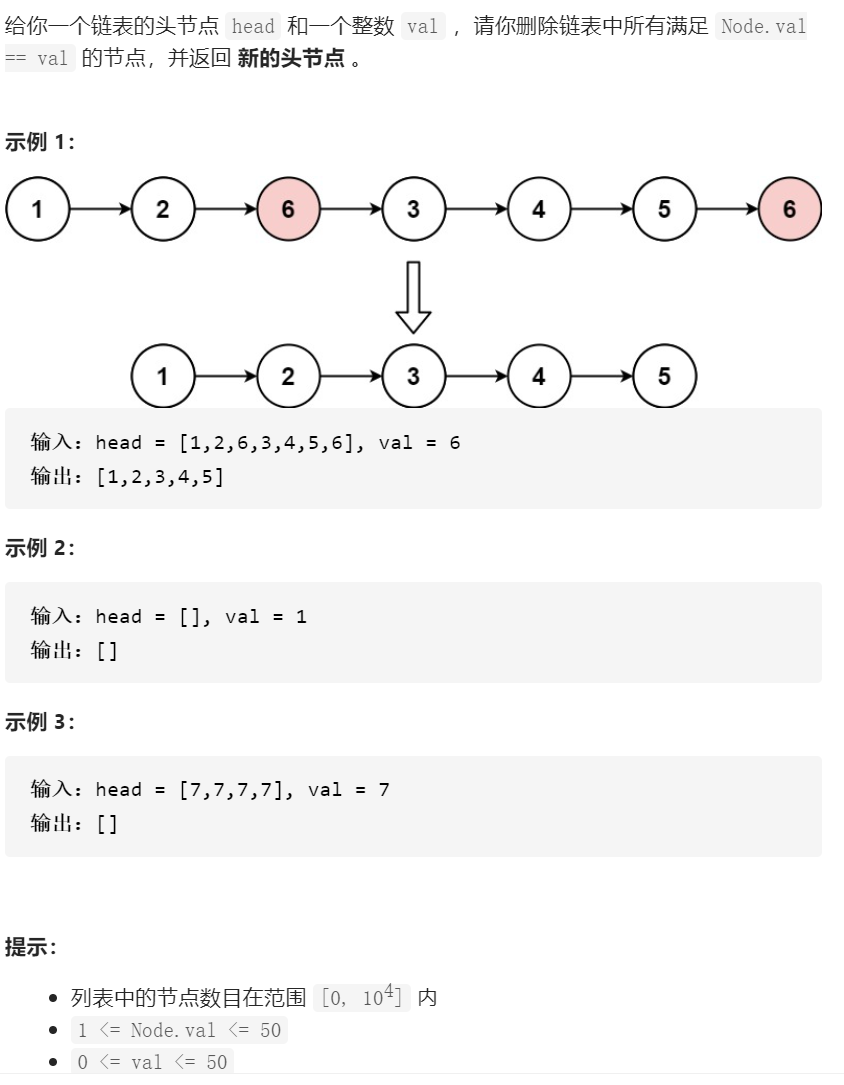 给你一个链表的头节点 head 和一个整数 val ，请你删除链表中所有满足 Node.val
== val 的节点，并返回 新的头节点 。
示例 1：
1 2 6 3 4 5 6
1 2 3 4 5
输入：head = [1,2,6,3,4,5,6], val = 6
输出：[1,2,3,4,5]
示例 2：
输入：head = [], val = 1
输出：[]
示例 3：
输入：head = [7,7,7,7], val = 7
输出：[]
提示：
列表中的节点数目在范围 [0, 10⁴] 内
1 <= Node.val <= 50
0 <= val <= 50